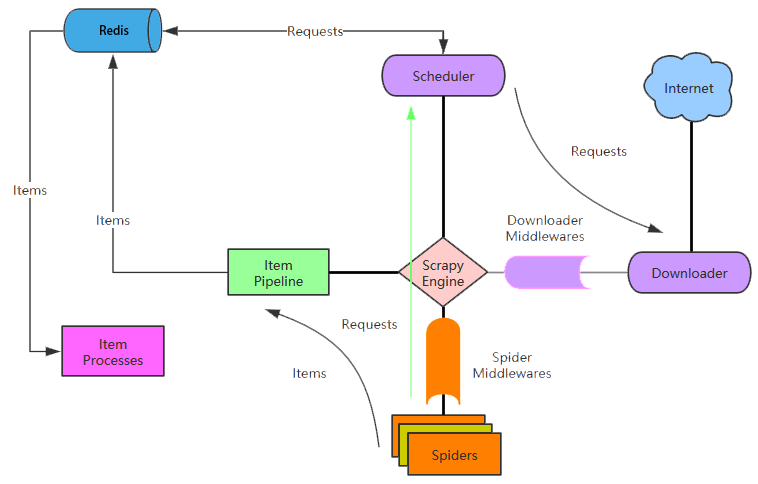 Redis
Requests
Scheduler
Internet
Requests
Items
Items
Downloader
Middlewares
Item
Pipeline
Scrapy
Engine
Downloader
Requests
Item
Processes
Items
Spider
Middlewares
Spiders